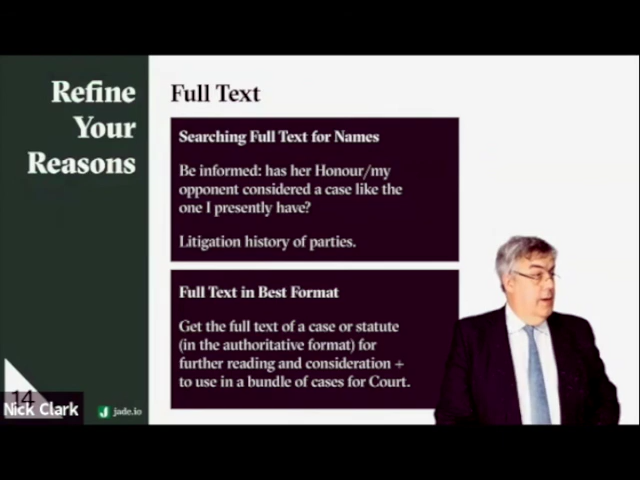 Refine
Your
Reasons
Full Text
Searching Full Text for Names
Be informed: has her Honour/my
opponent considered a case like the
one I presently have?
Litigation history of parties.
Full Text in Best Format
Get the full text of a case or statute
(in the authoritative format) for
further reading and consideration +
to use in a bundle of cases for Court.
14
Nick Clark
jade.io